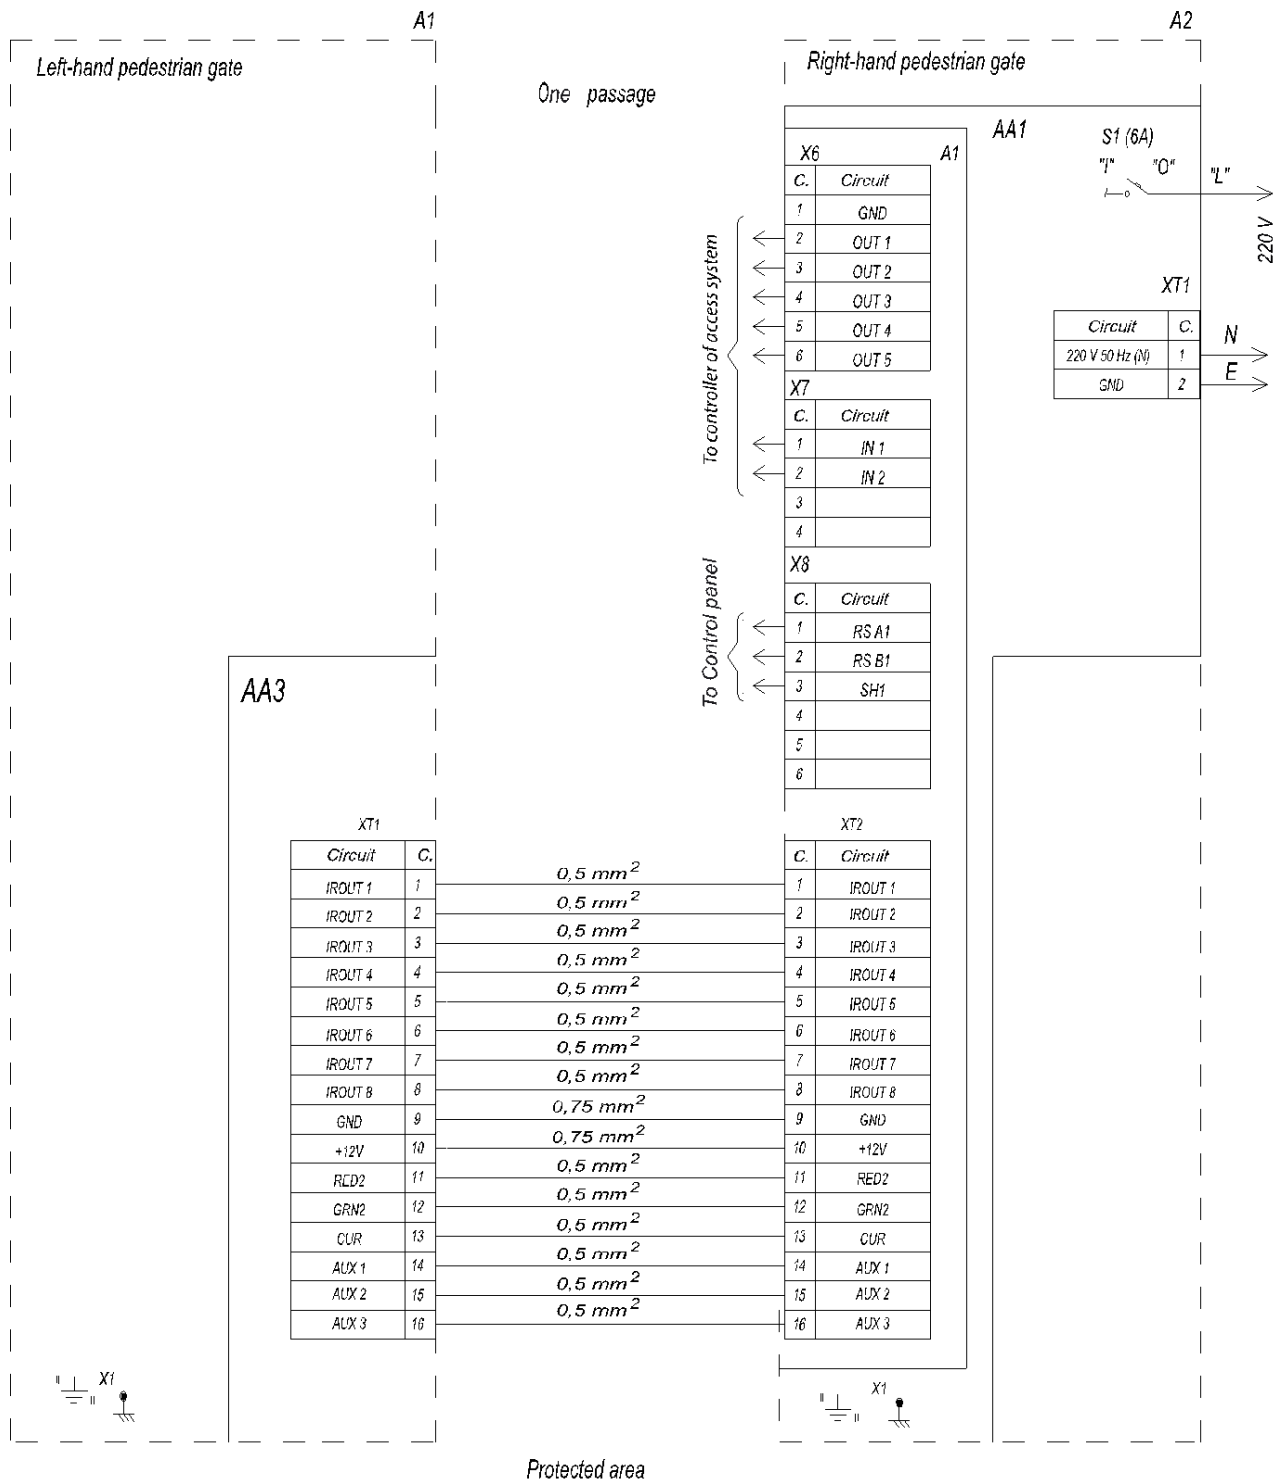 A1
A2
Left-hand pedestrian gate
Right-hand pedestrian gate
One passage
AA1
S1 (6A)
"I" "O" "L"
220 V
X6
A1
C. Circuit
1 GND
2 OUT 1
3 OUT 2
4 OUT 3
5 OUT 4
6 OUT 5
To controller of access system
XT1
Circuit C.
220 V 50 Hz (N) 1 N
GND 2 E
X7
C. Circuit
1 IN 1
2 IN 2
3
4
X8
C. Circuit
1 RS A1
2 RS B1
3 SH1
4
5
6
To Control panel
AA3
XT1
XT2
Circuit C. C. Circuit
IROUT 1 1 0,5 mm² 1 IROUT 1
IROUT 2 2 0,5 mm² 2 IROUT 2
IROUT 3 3 0,5 mm² 3 IROUT 3
IROUT 4 4 0,5 mm² 4 IROUT 4
IROUT 5 5 0,5 mm² 5 IROUT 5
IROUT 6 6 0,5 mm² 6 IROUT 6
IROUT 7 7 0,5 mm² 7 IROUT 7
IROUT 8 8 0,5 mm² 8 IROUT 8
GND 9 0,75 mm² 9 GND
+12V 10 0,75 mm² 10 +12V
RED2 11 0,5 mm² 11 RED2
GRN2 12 0,5 mm² 12 GRN2
CUR 13 0,5 mm² 13 CUR
AUX 1 14 0,5 mm² 14 AUX 1
AUX 2 15 0,5 mm² 15 AUX 2
AUX 3 16 0,5 mm² 16 AUX 3
" " X1
" " X1
Protected area